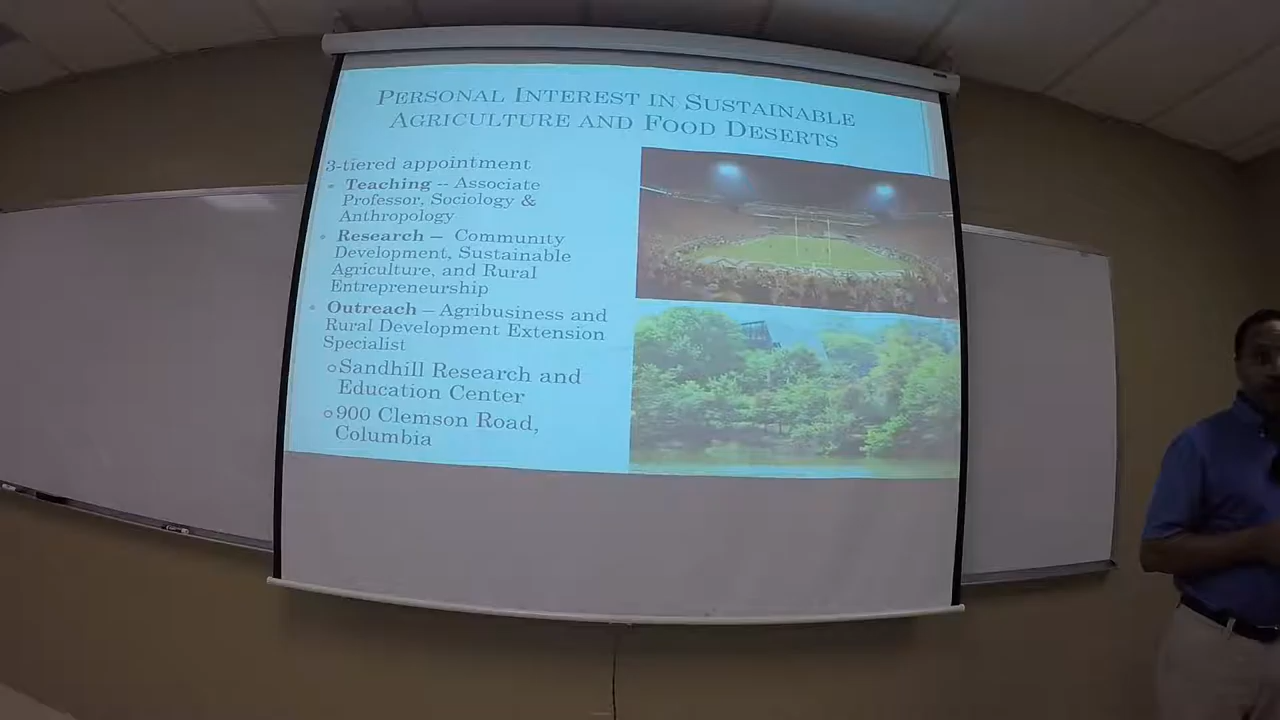 PERSONAL INTEREST IN SUSTAINABLE
AGRICULTURE AND FOOD DESERTS
3-tiered appointment
Teaching -- Associate
Professor, Sociology &
Anthropology
Research – Community
Development, Sustainable
Agriculture, and Rural
Entrepreneurship
Outreach – Agribusiness and
Rural Development Extension
Specialist
Sandhill Research and
Education Center
900 Clemson Road,
Columbia